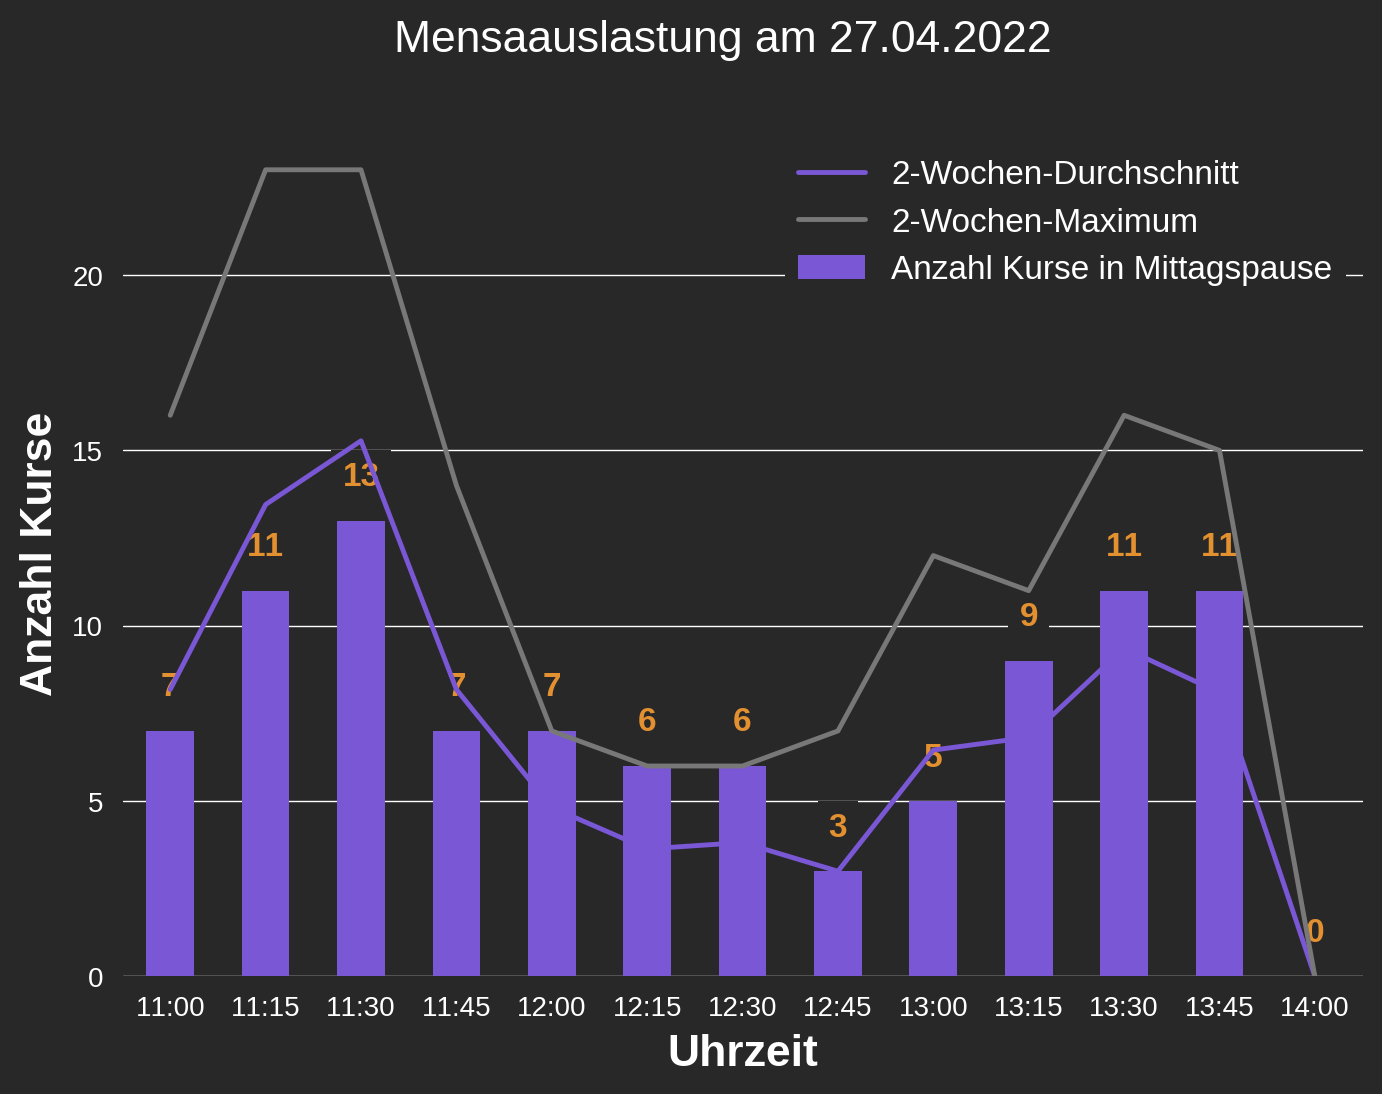 Mensaauslastung am 27.04.2022
2-Wochen-Durchschnitt
2-Wochen-Maximum
Anzahl Kurse in Mittagspause
Anzahl Kurse
20
15
10
5
0
7
11
13
7
7
6
6
3
5
9
11
11
0
11:00 11:15 11:30 11:45 12:00 12:15 12:30 12:45 13:00 13:15 13:30 13:45 14:00
Uhrzeit